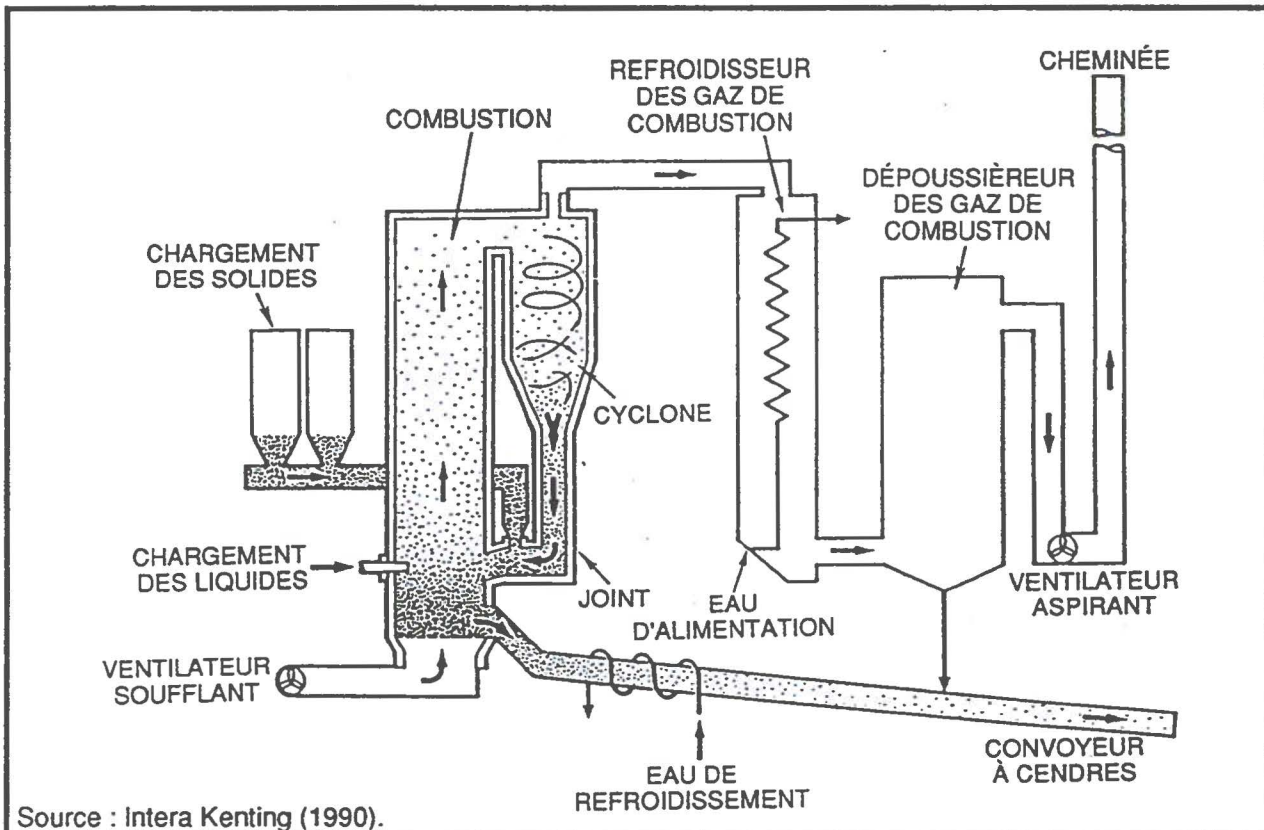 CHEMINÉE
REFROIDISSEUR
DES GAZ DE
COMBUSTION
COMBUSTION
DÉPOUSSIÈREUR
DES GAZ DE
COMBUSTION
CHARGEMENT
DES SOLIDES
CYCLONE
CHARGEMENT
DES LIQUIDES
JOINT
EAU
D'ALIMENTATION
VENTILATEUR
ASPIRANT
VENTILATEUR
SOUFFLANT
CONVOYEUR
À CENDRES
EAU DE
REFROIDISSEMENT
Source : Intera Kenting (1990).